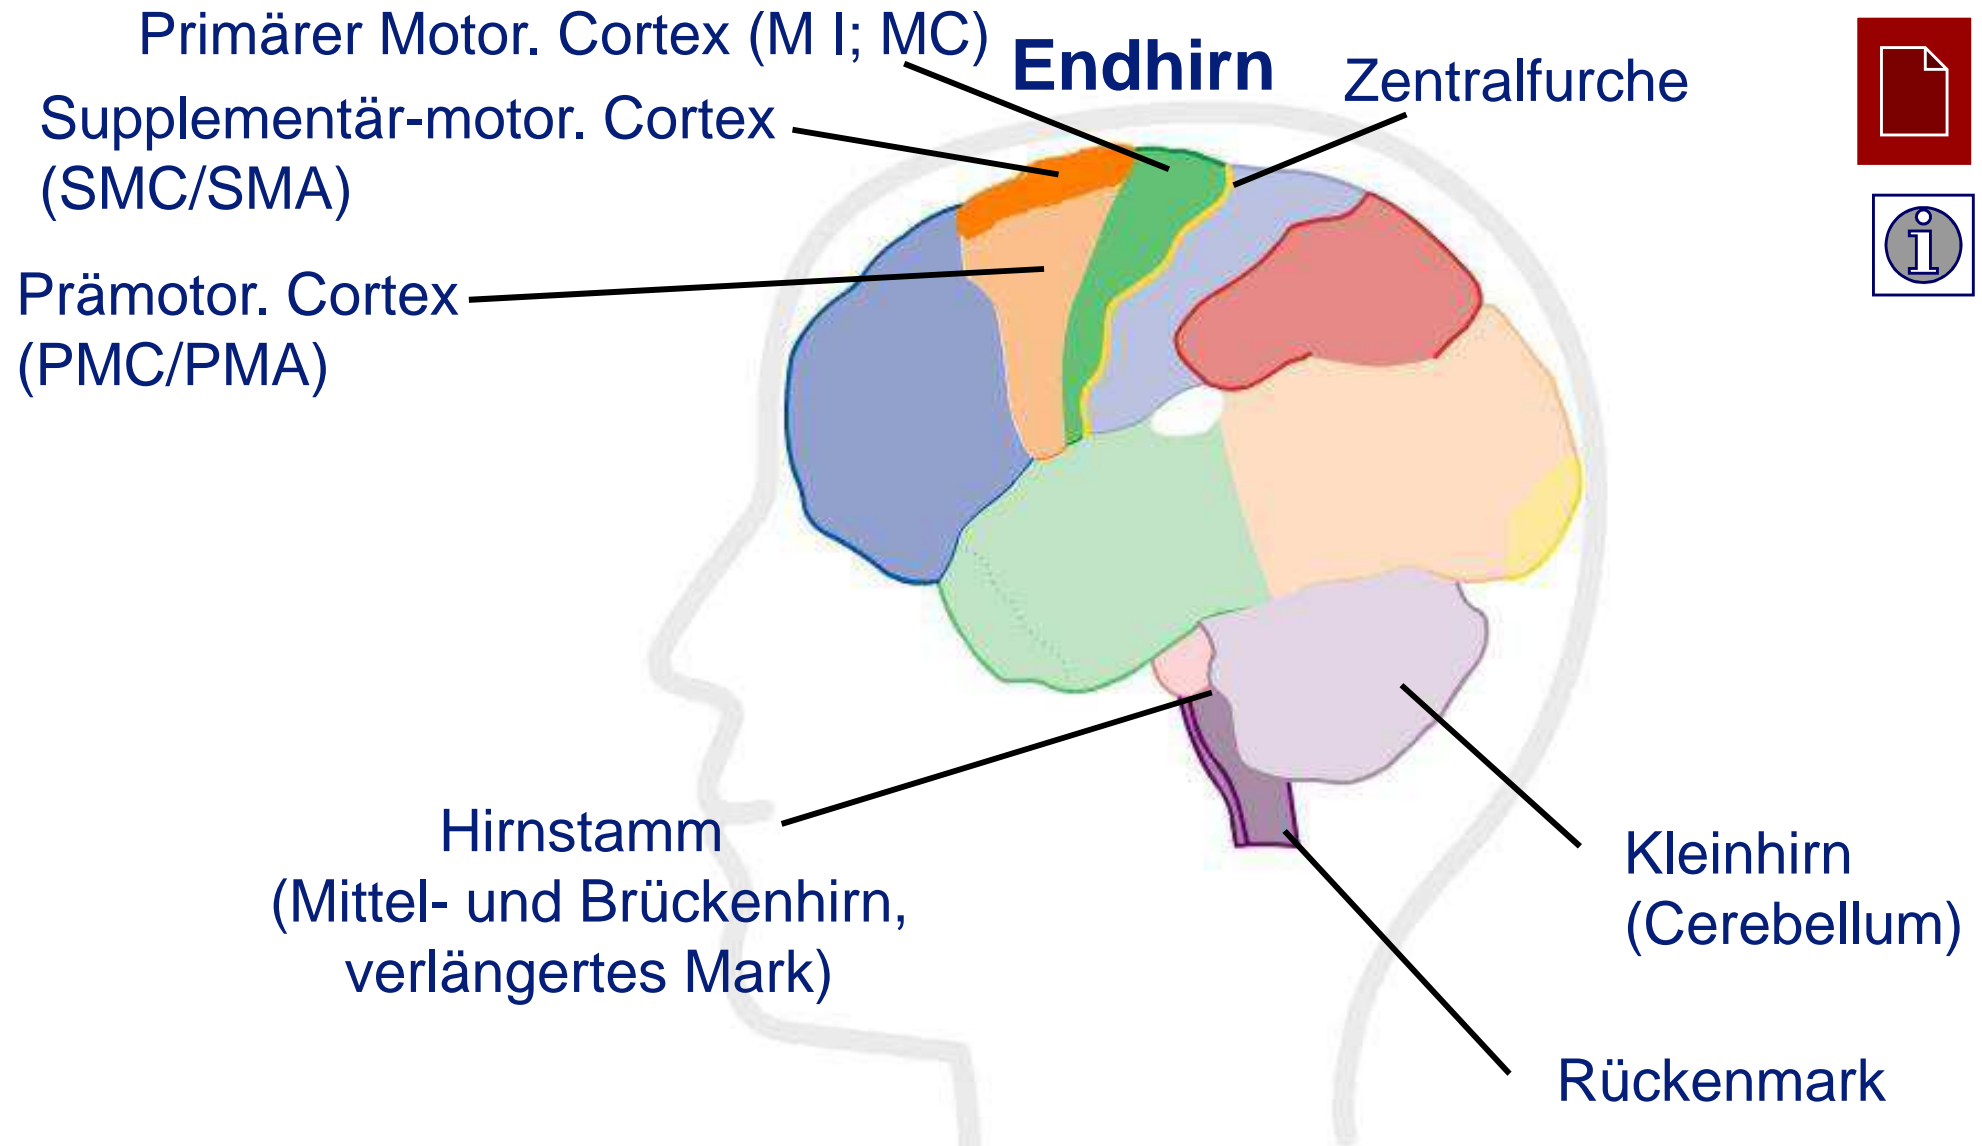 Primärer Motor. Cortex (M I; MC)
Endhirn
Zentralfurche
Supplementär-motor. Cortex
(SMC/SMA)
Prämotor. Cortex
(PMC/PMA)
Hirnstamm
(Mittel- und Brückenhirn,
verlängertes Mark)
Kleinhirn
(Cerebellum)
Rückenmark